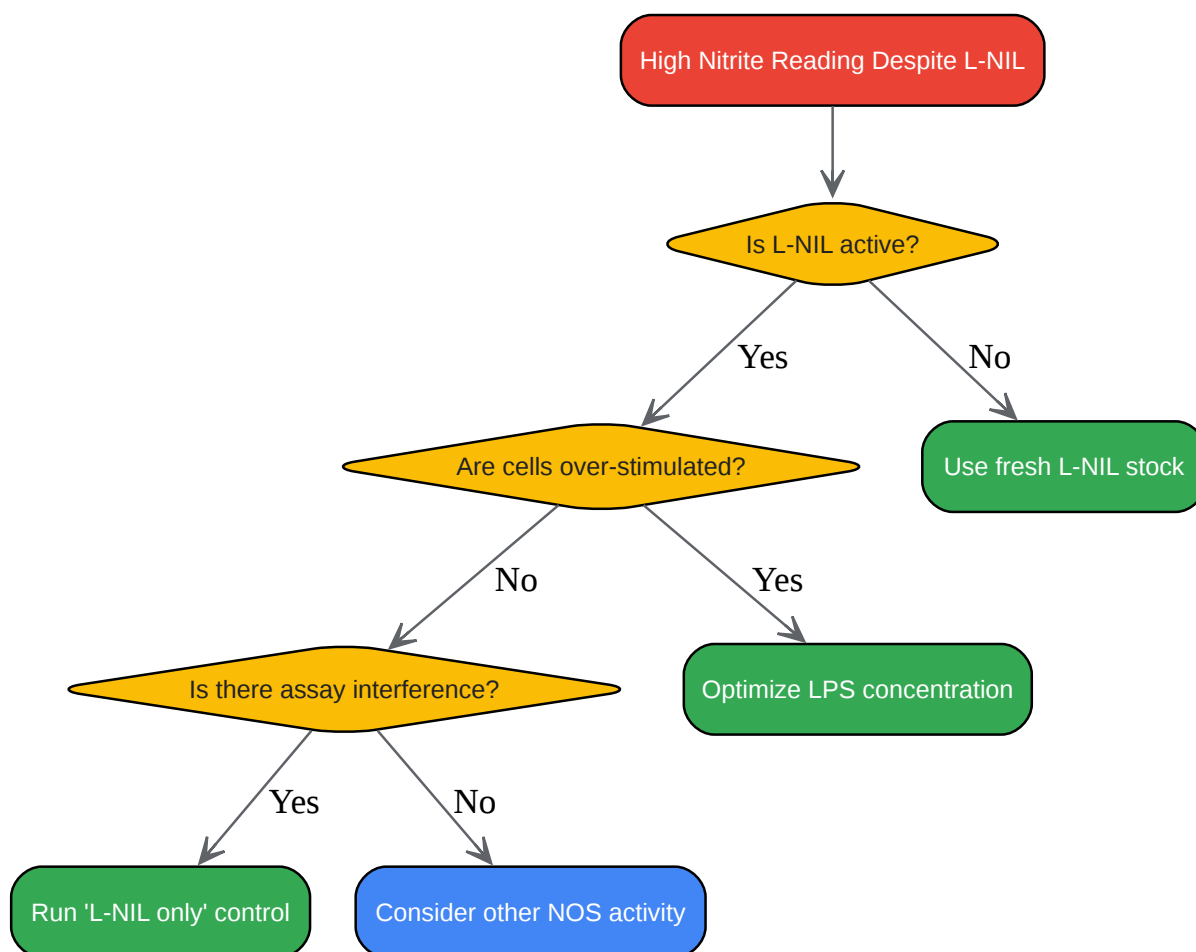 High Nitrite Reading Despite L-NIL
Is L-NIL active?
Yes
No
Are cells over-stimulated?
Use fresh L-NIL stock
No
Yes
Is there assay interference?
Optimize LPS concentration
Yes
No
Run 'L-NIL only' control
Consider other NOS activity